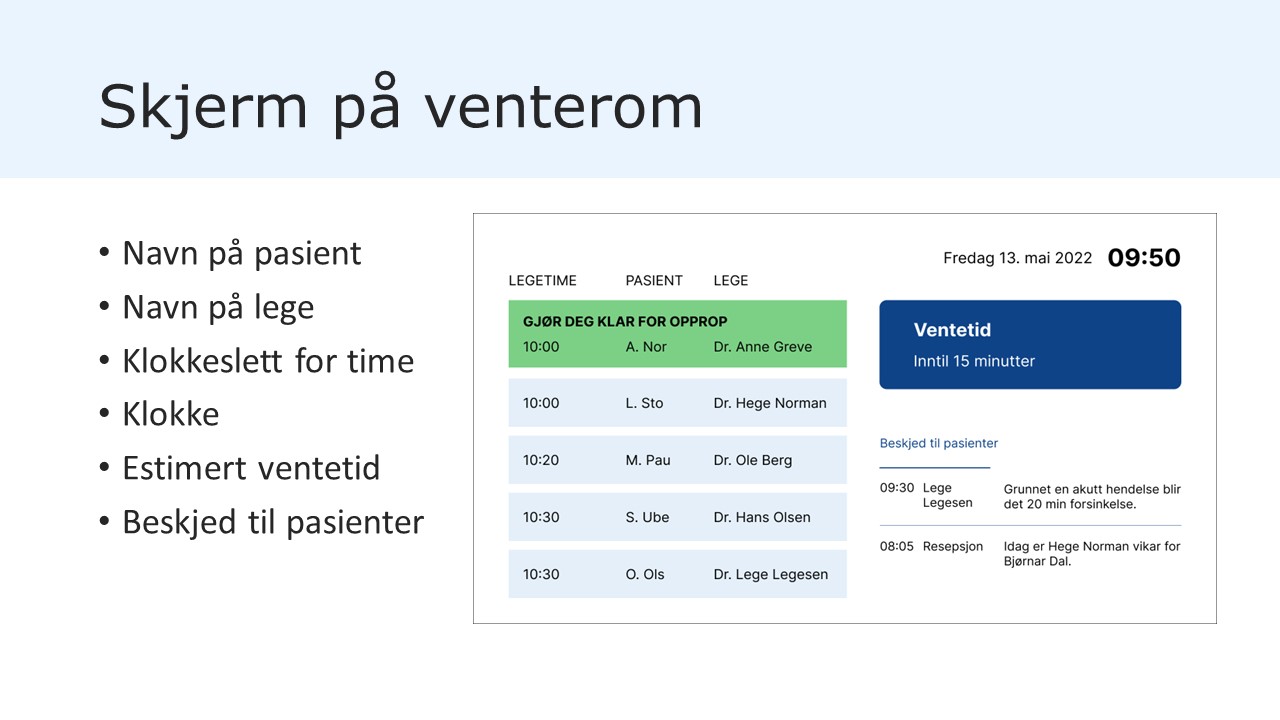 Skjerm på venterom
• Navn på pasient
• Navn på lege
• Klokkeslett for time
• Klokke
• Estimert ventetid
• Beskjed til pasienter
Fredag 13. mai 2022 09:50
LEGETIME PASIENT LEGE
GJØR DEG KLAR FOR OPPROP
10:00 A. Nor Dr. Anne Greve
10:00 L. Sto Dr. Hege Norman
10:20 M. Pau Dr. Ole Berg
10:30 S. Ube Dr. Hans Olsen
10:30 O. Ols Dr. Lege Legesen
Ventetid
Inntil 15 minutter
Beskjed til pasienter
09:30 Lege Grunnet en akutt hendelse blir
Legesen det 20 min forsinkelse.
08:05 Resepsjon Idag er Hege Norman vikar for
Bjørnar Dal.